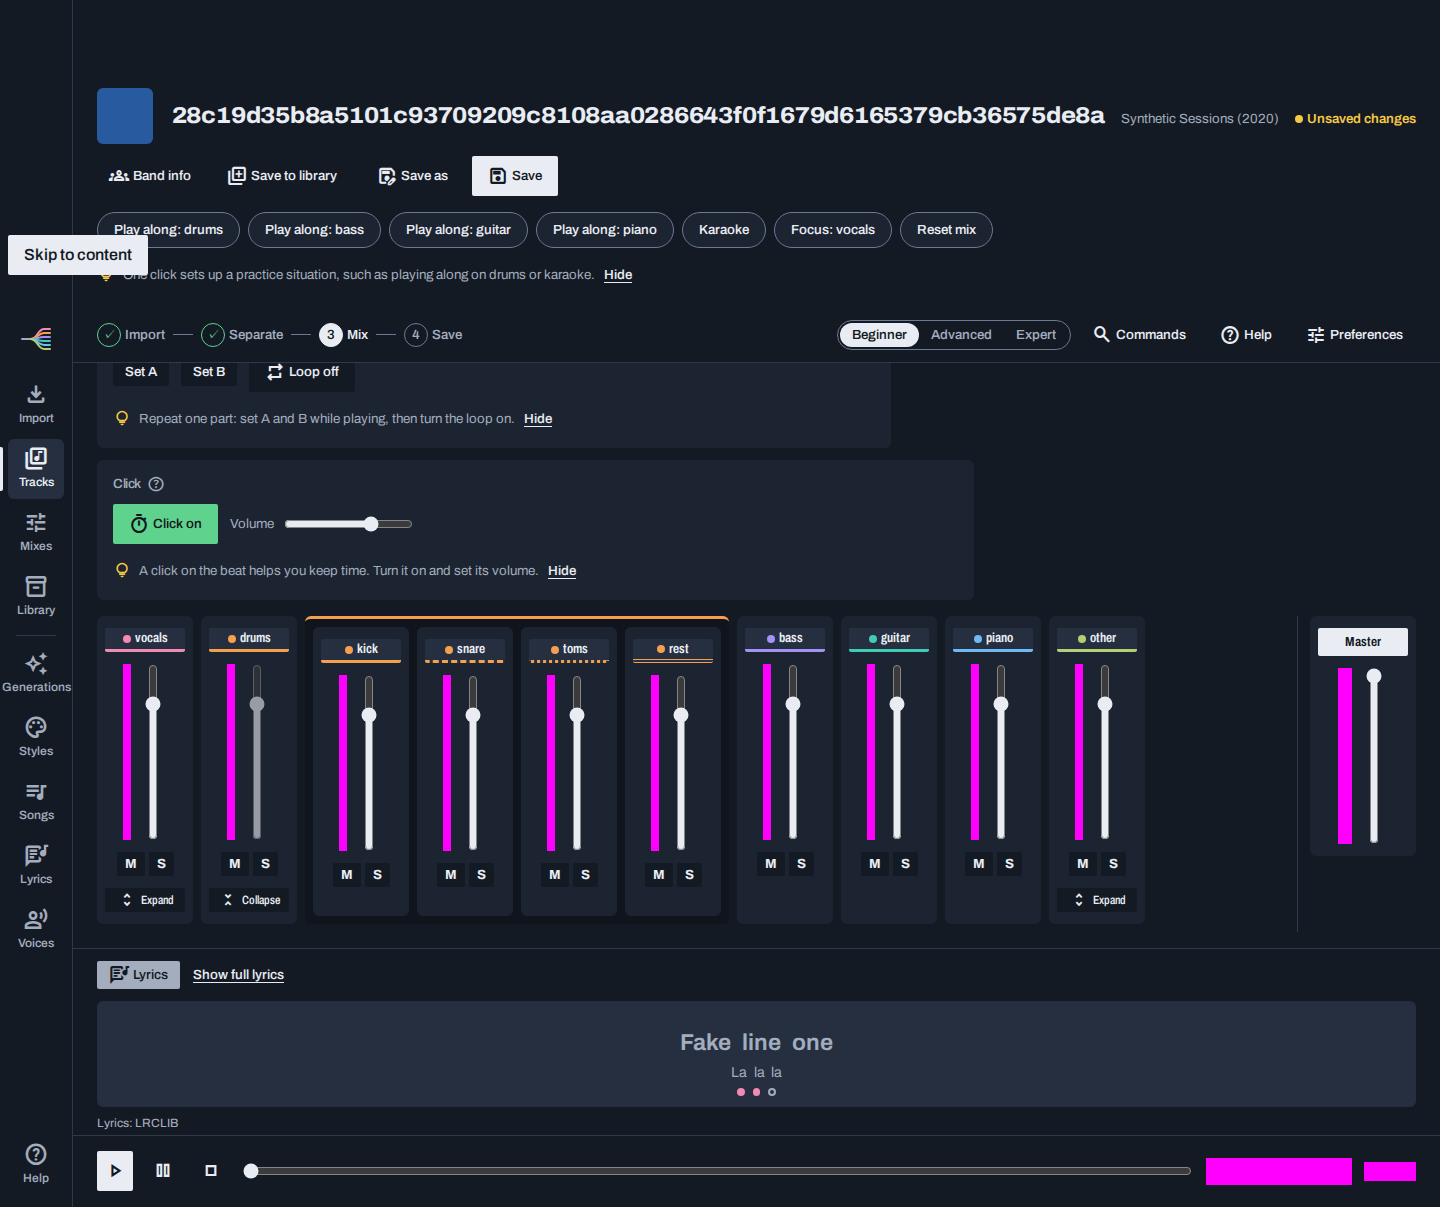 28c19d35b8a5101c93709209c8108aa0286643f0f1679d6165379cb36575de8a Synthetic Sessions (2020) Unsaved changes
Band info Save to library Save as Save
Play along: drums Play along: bass Play along: guitar Play along: piano Karaoke Focus: vocals Reset mix
Skip to content
One click sets up a practice situation, such as playing along on drums or karaoke. Hide
Import Separate 3 Mix 4 Save
Beginner Advanced Expert Commands Help Preferences
Set A Set B Loop off
Repeat one part: set A and B while playing, then turn the loop on. Hide
Import
Tracks
Mixes
Library
Generations
Styles
Songs
Lyrics
Voices
Help
Click
Click on Volume
A click on the beat helps you keep time. Turn it on and set its volume. Hide
vocals drums kick snare toms rest bass guitar piano other Master
M S M S M S M S M S M S M S M S M S M S
Expand Collapse Expand
Lyrics Show full lyrics
Fake line one
La la la
Lyrics: LRCLIB